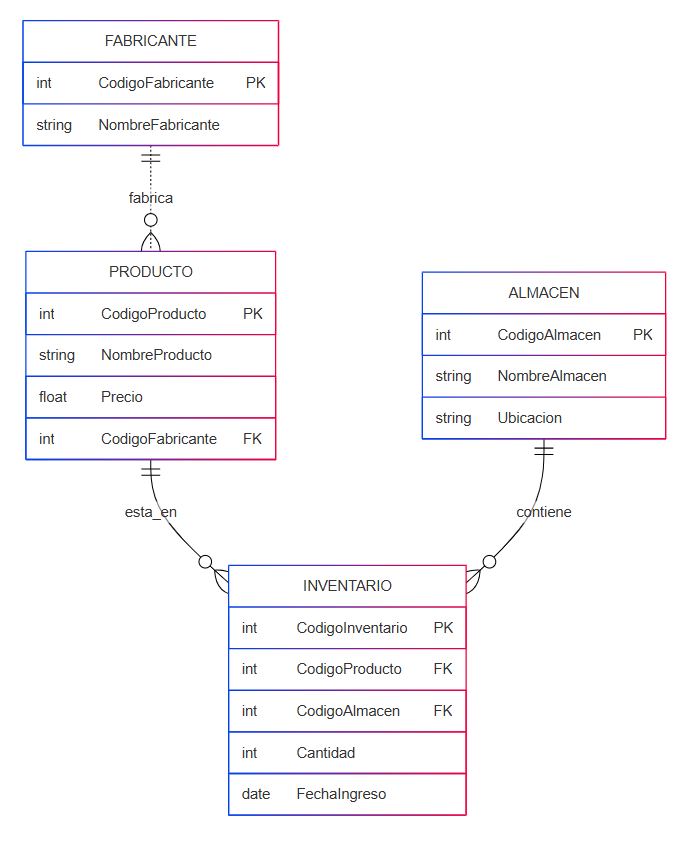 FABRICANTE
int CodigoFabricante PK
string NombreFabricante
fabrica
PRODUCTO
int CodigoProducto PK
string NombreProducto
float Precio
int CodigoFabricante FK
ALMACEN
int CodigoAlmacen PK
string NombreAlmacen
string Ubicacion
esta_en
contiene
INVENTARIO
int CodigoInventario PK
int CodigoProducto FK
int CodigoAlmacen FK
int Cantidad
date FechaIngreso